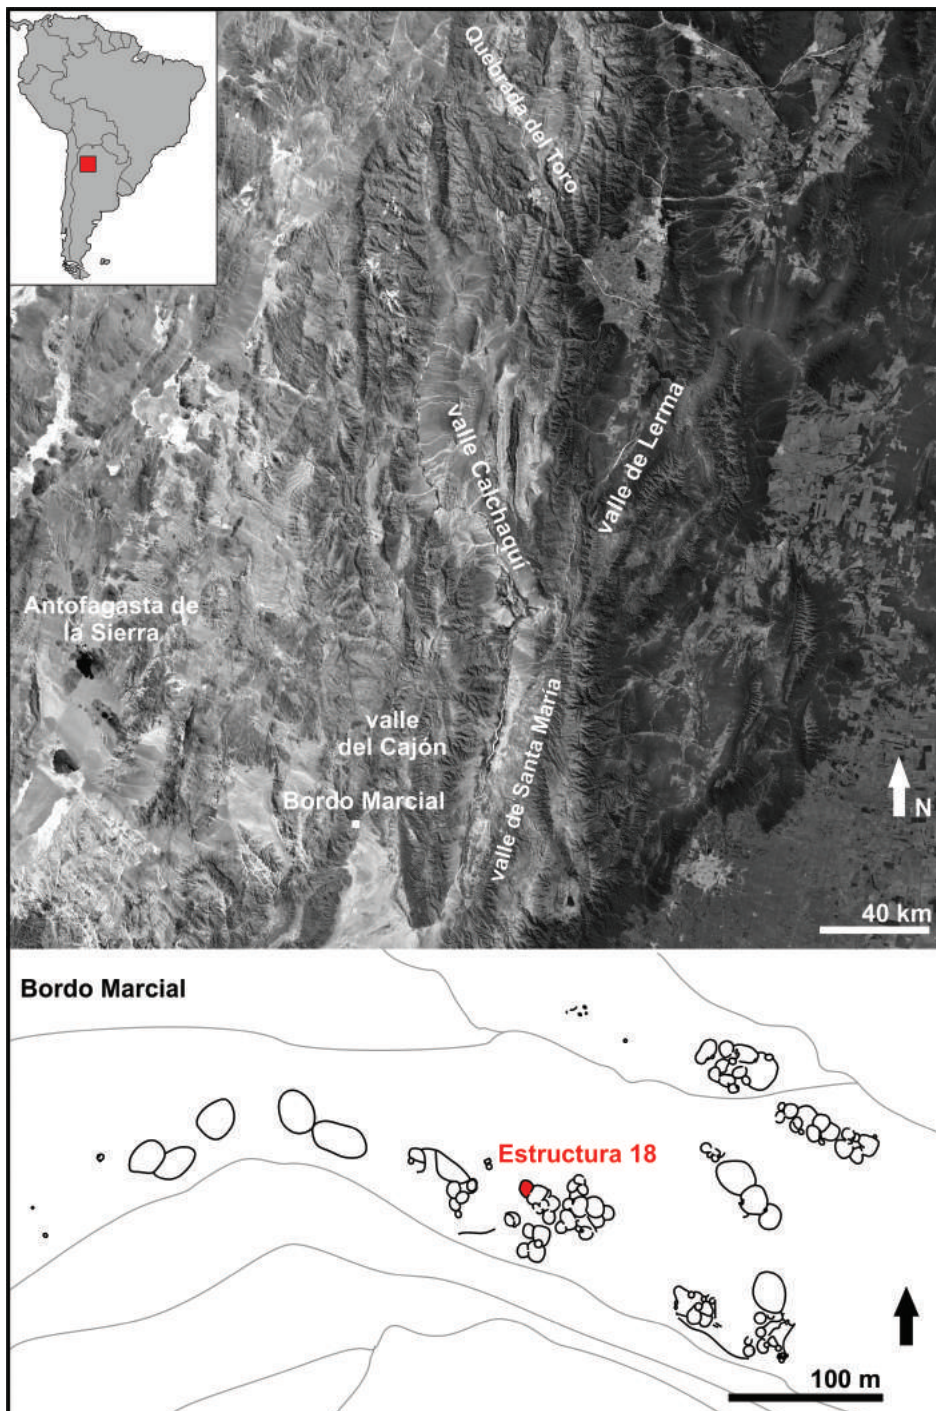 Quebrada del Toro
valle Calchaquí
valle de Lerma
Antofagasta de
la Sierra
valle
del Cajón
valle de Santa María
Bordo Marcial
N
40 km
Bordo Marcial
Estructura 18
100 m